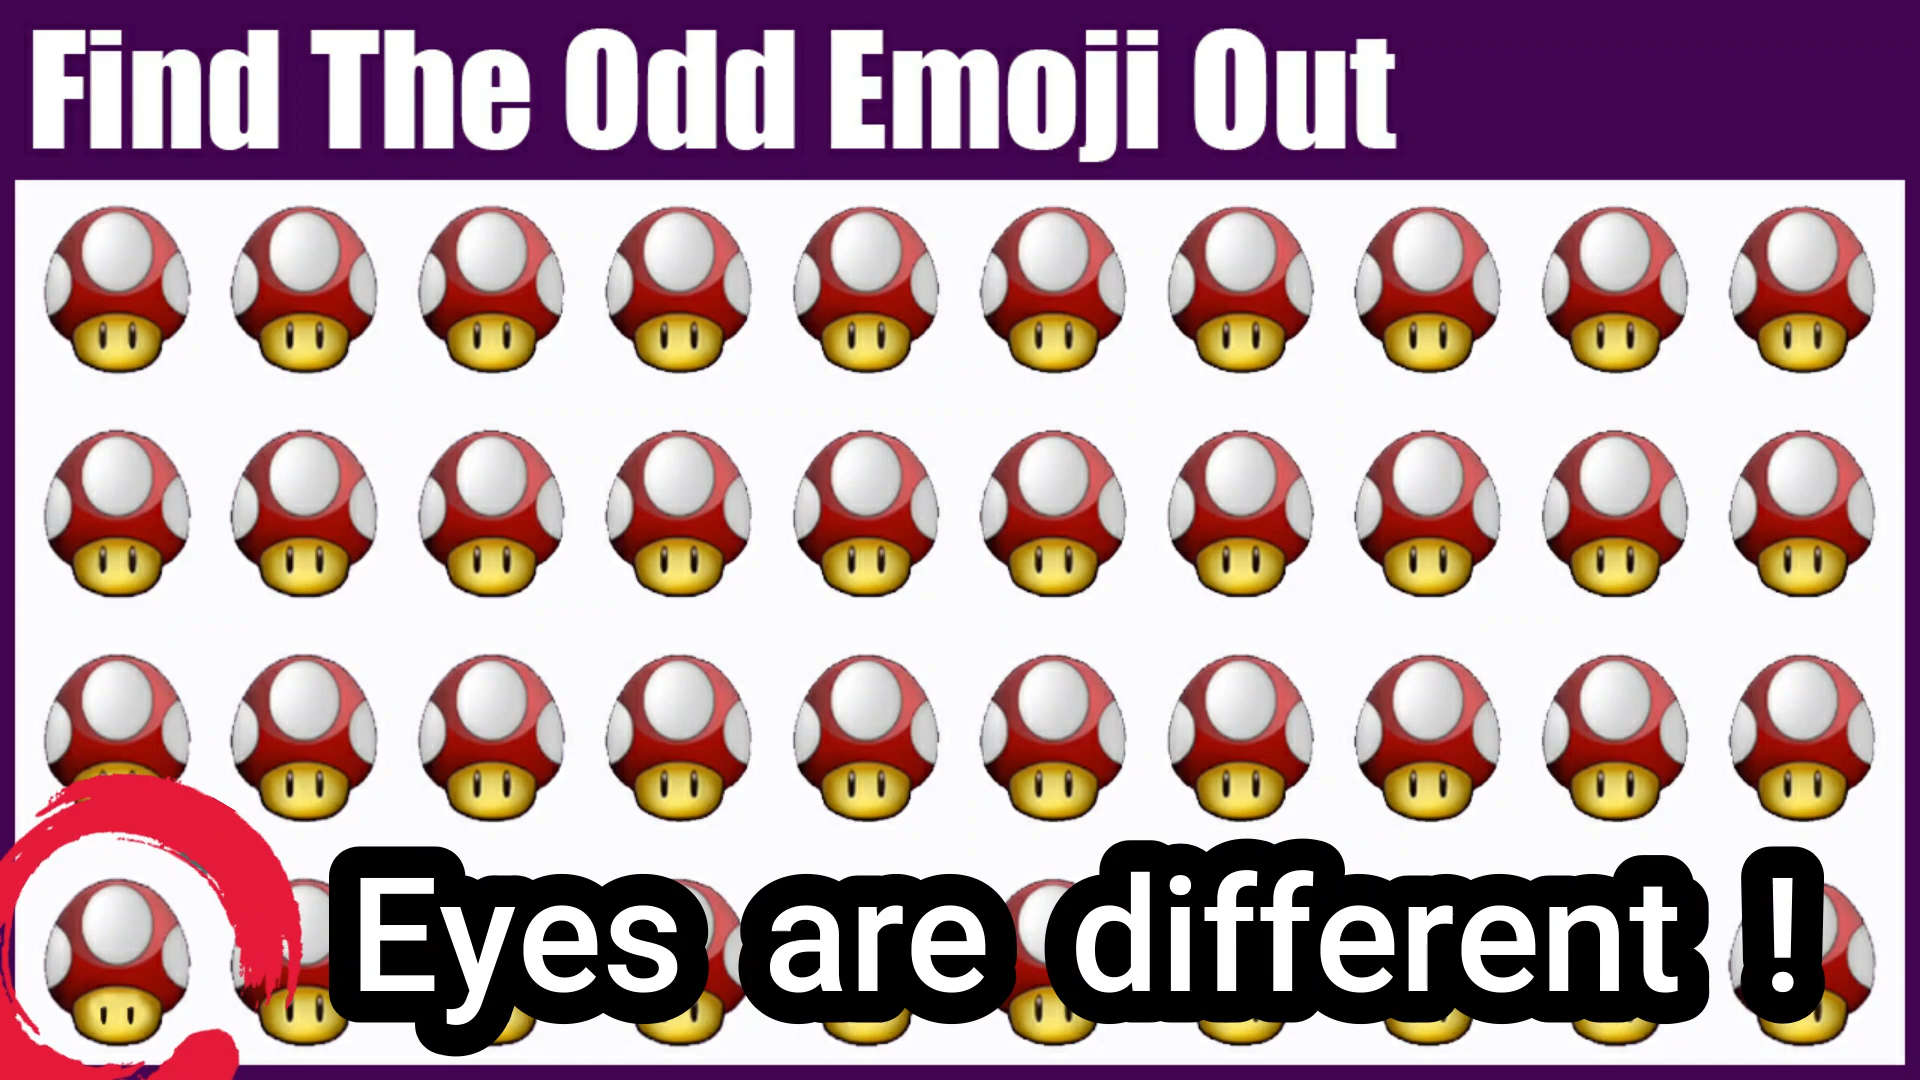 Find The Odd Emoji Out
Eyes are different !